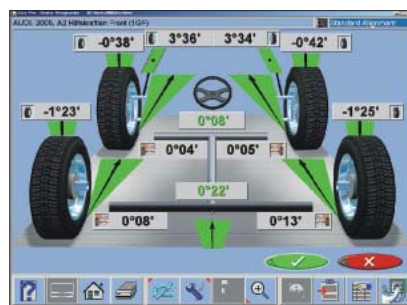 AUDI, 2005, A2 Hilfskraftlen Front (1GF)
Standard Alignment
-0°38' 3°36' 3°34' -0°42'
-1°23' -1°25'
0°08'
0°04' 0°05'
0°22'
0°08' 0°13'